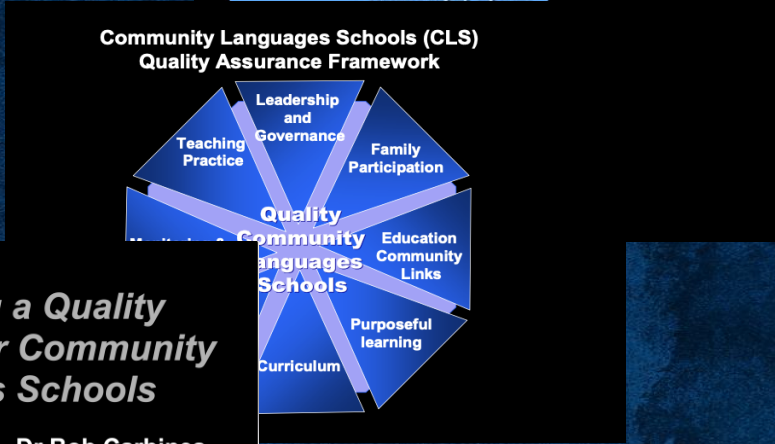 Community Languages Schools (CLS)
Quality Assurance Framework
Leadership
and
Governance
Teaching
Practice
Family
Participation
Quality
Community
anguages
Schools
Education
Community
Links
Purposeful
learning
Curriculum
a Quality
r Community
s Schools